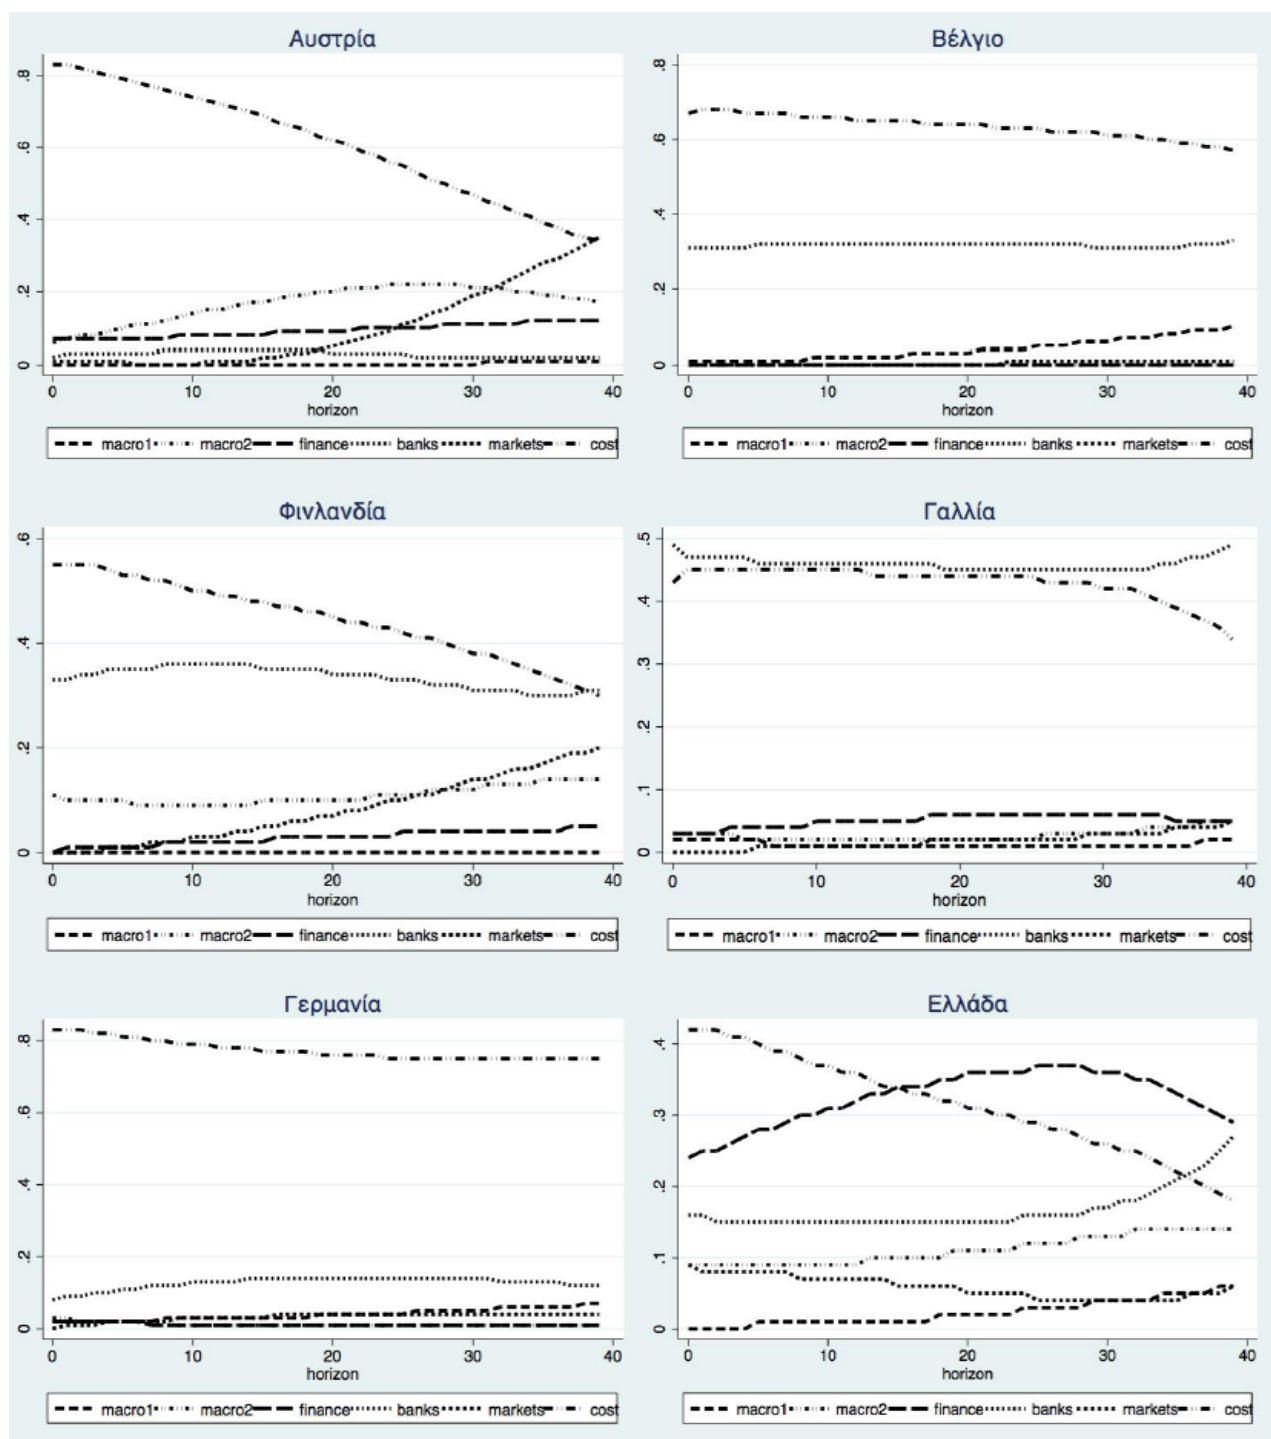 Αυστρία
.8
.6
.4
.2
0
0 10 20 30 40
horizon
macro1 macro2 finance banks markets cost
Βέλγιο
.8
.6
.4
.2
0
0 10 20 30 40
horizon
macro1 macro2 finance banks markets cost
Φινλανδία
.6
.4
.2
0
0 10 20 30 40
horizon
macro1 macro2 finance banks markets cost
Γαλλία
.5
.4
.3
.2
.1
0
0 10 20 30 40
horizon
macro1 macro2 finance banks markets cost
Γερμανία
.8
.6
.4
.2
0
0 10 20 30 40
horizon
macro1 macro2 finance banks markets cost
Ελλάδα
.4
.3
.2
.1
0
0 10 20 30 40
horizon
macro1 macro2 finance banks markets cost